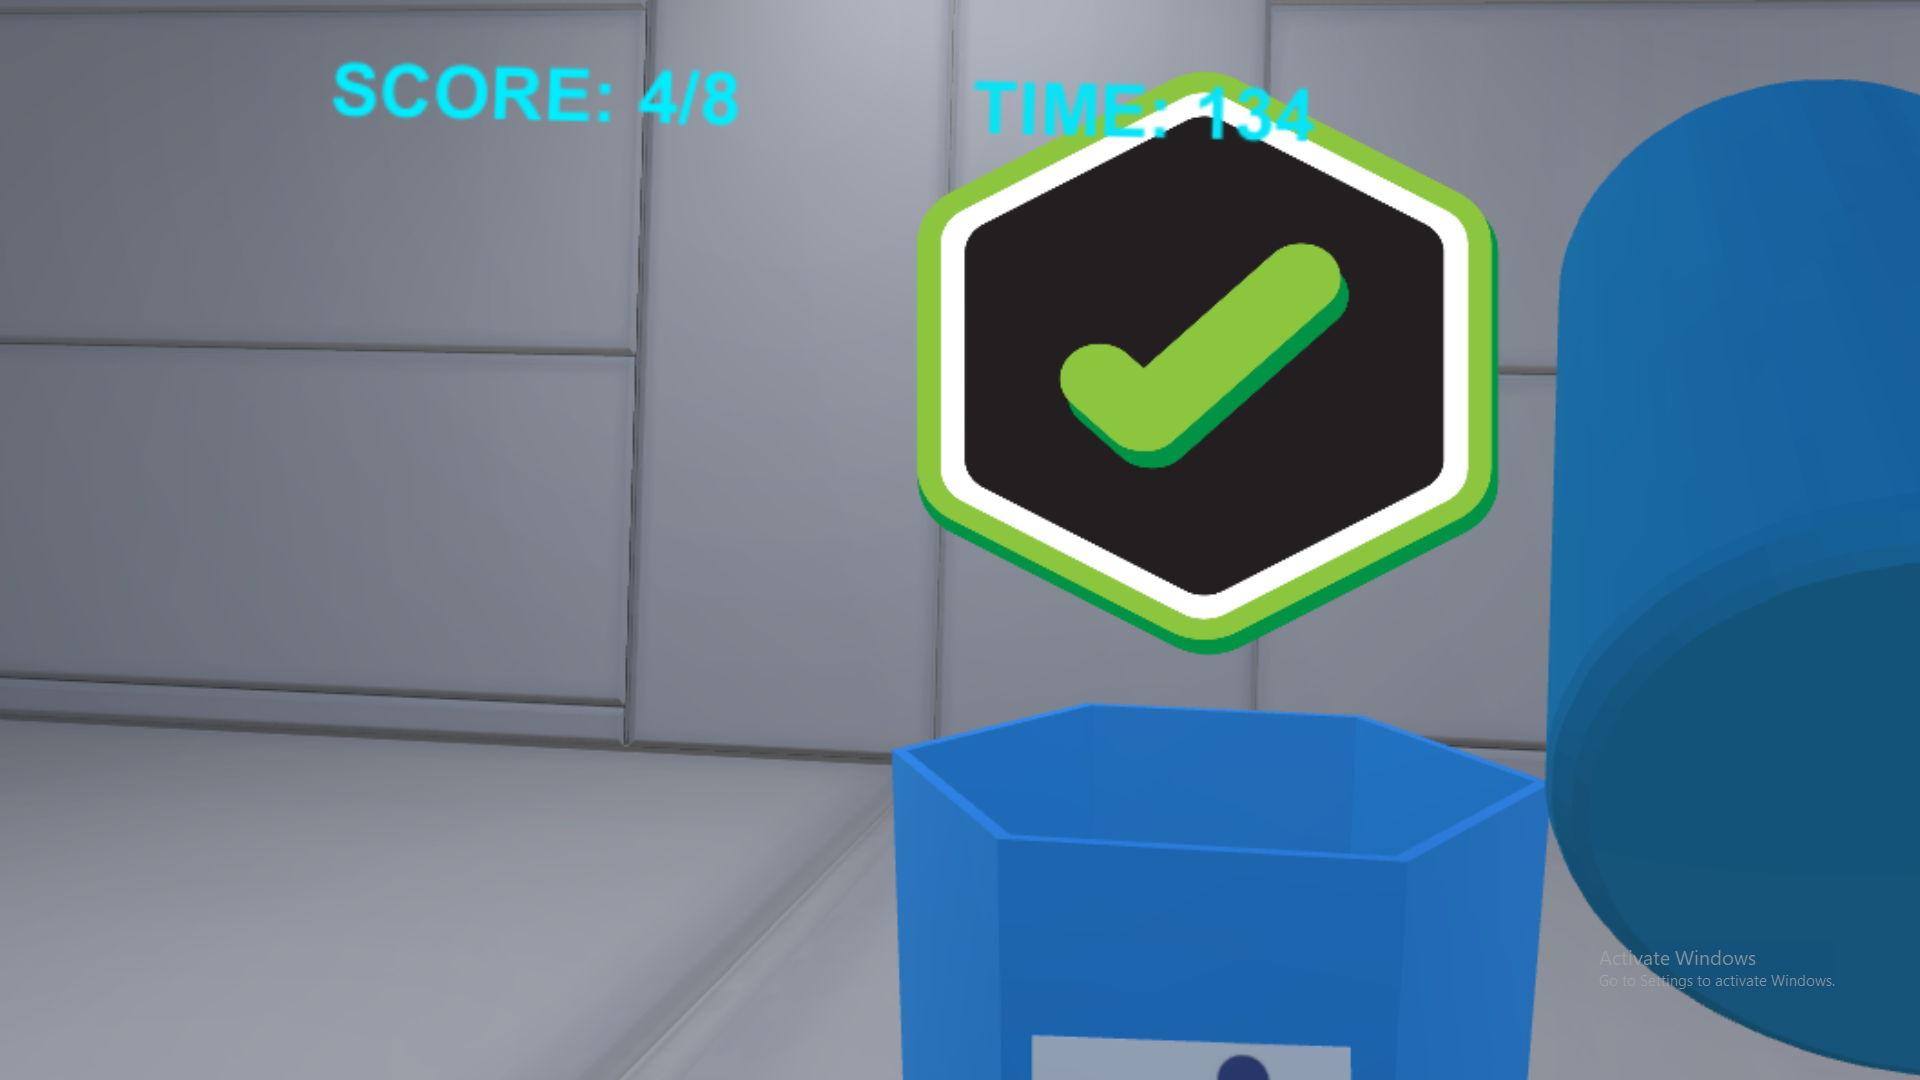 SCORE: 4/8
TIME: 134
Activate Windows
Go to Settings to activate Windows.